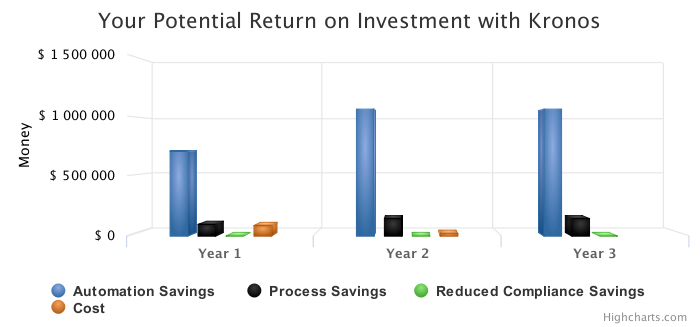 Your Potential Return on Investment with Kronos
$ 1 500 000
$ 1 000 000
$ 500 000
$ 0
Money
Year 1 Year 2 Year 3
Automation Savings Process Savings Reduced Compliance Savings
Cost
Highcharts.com